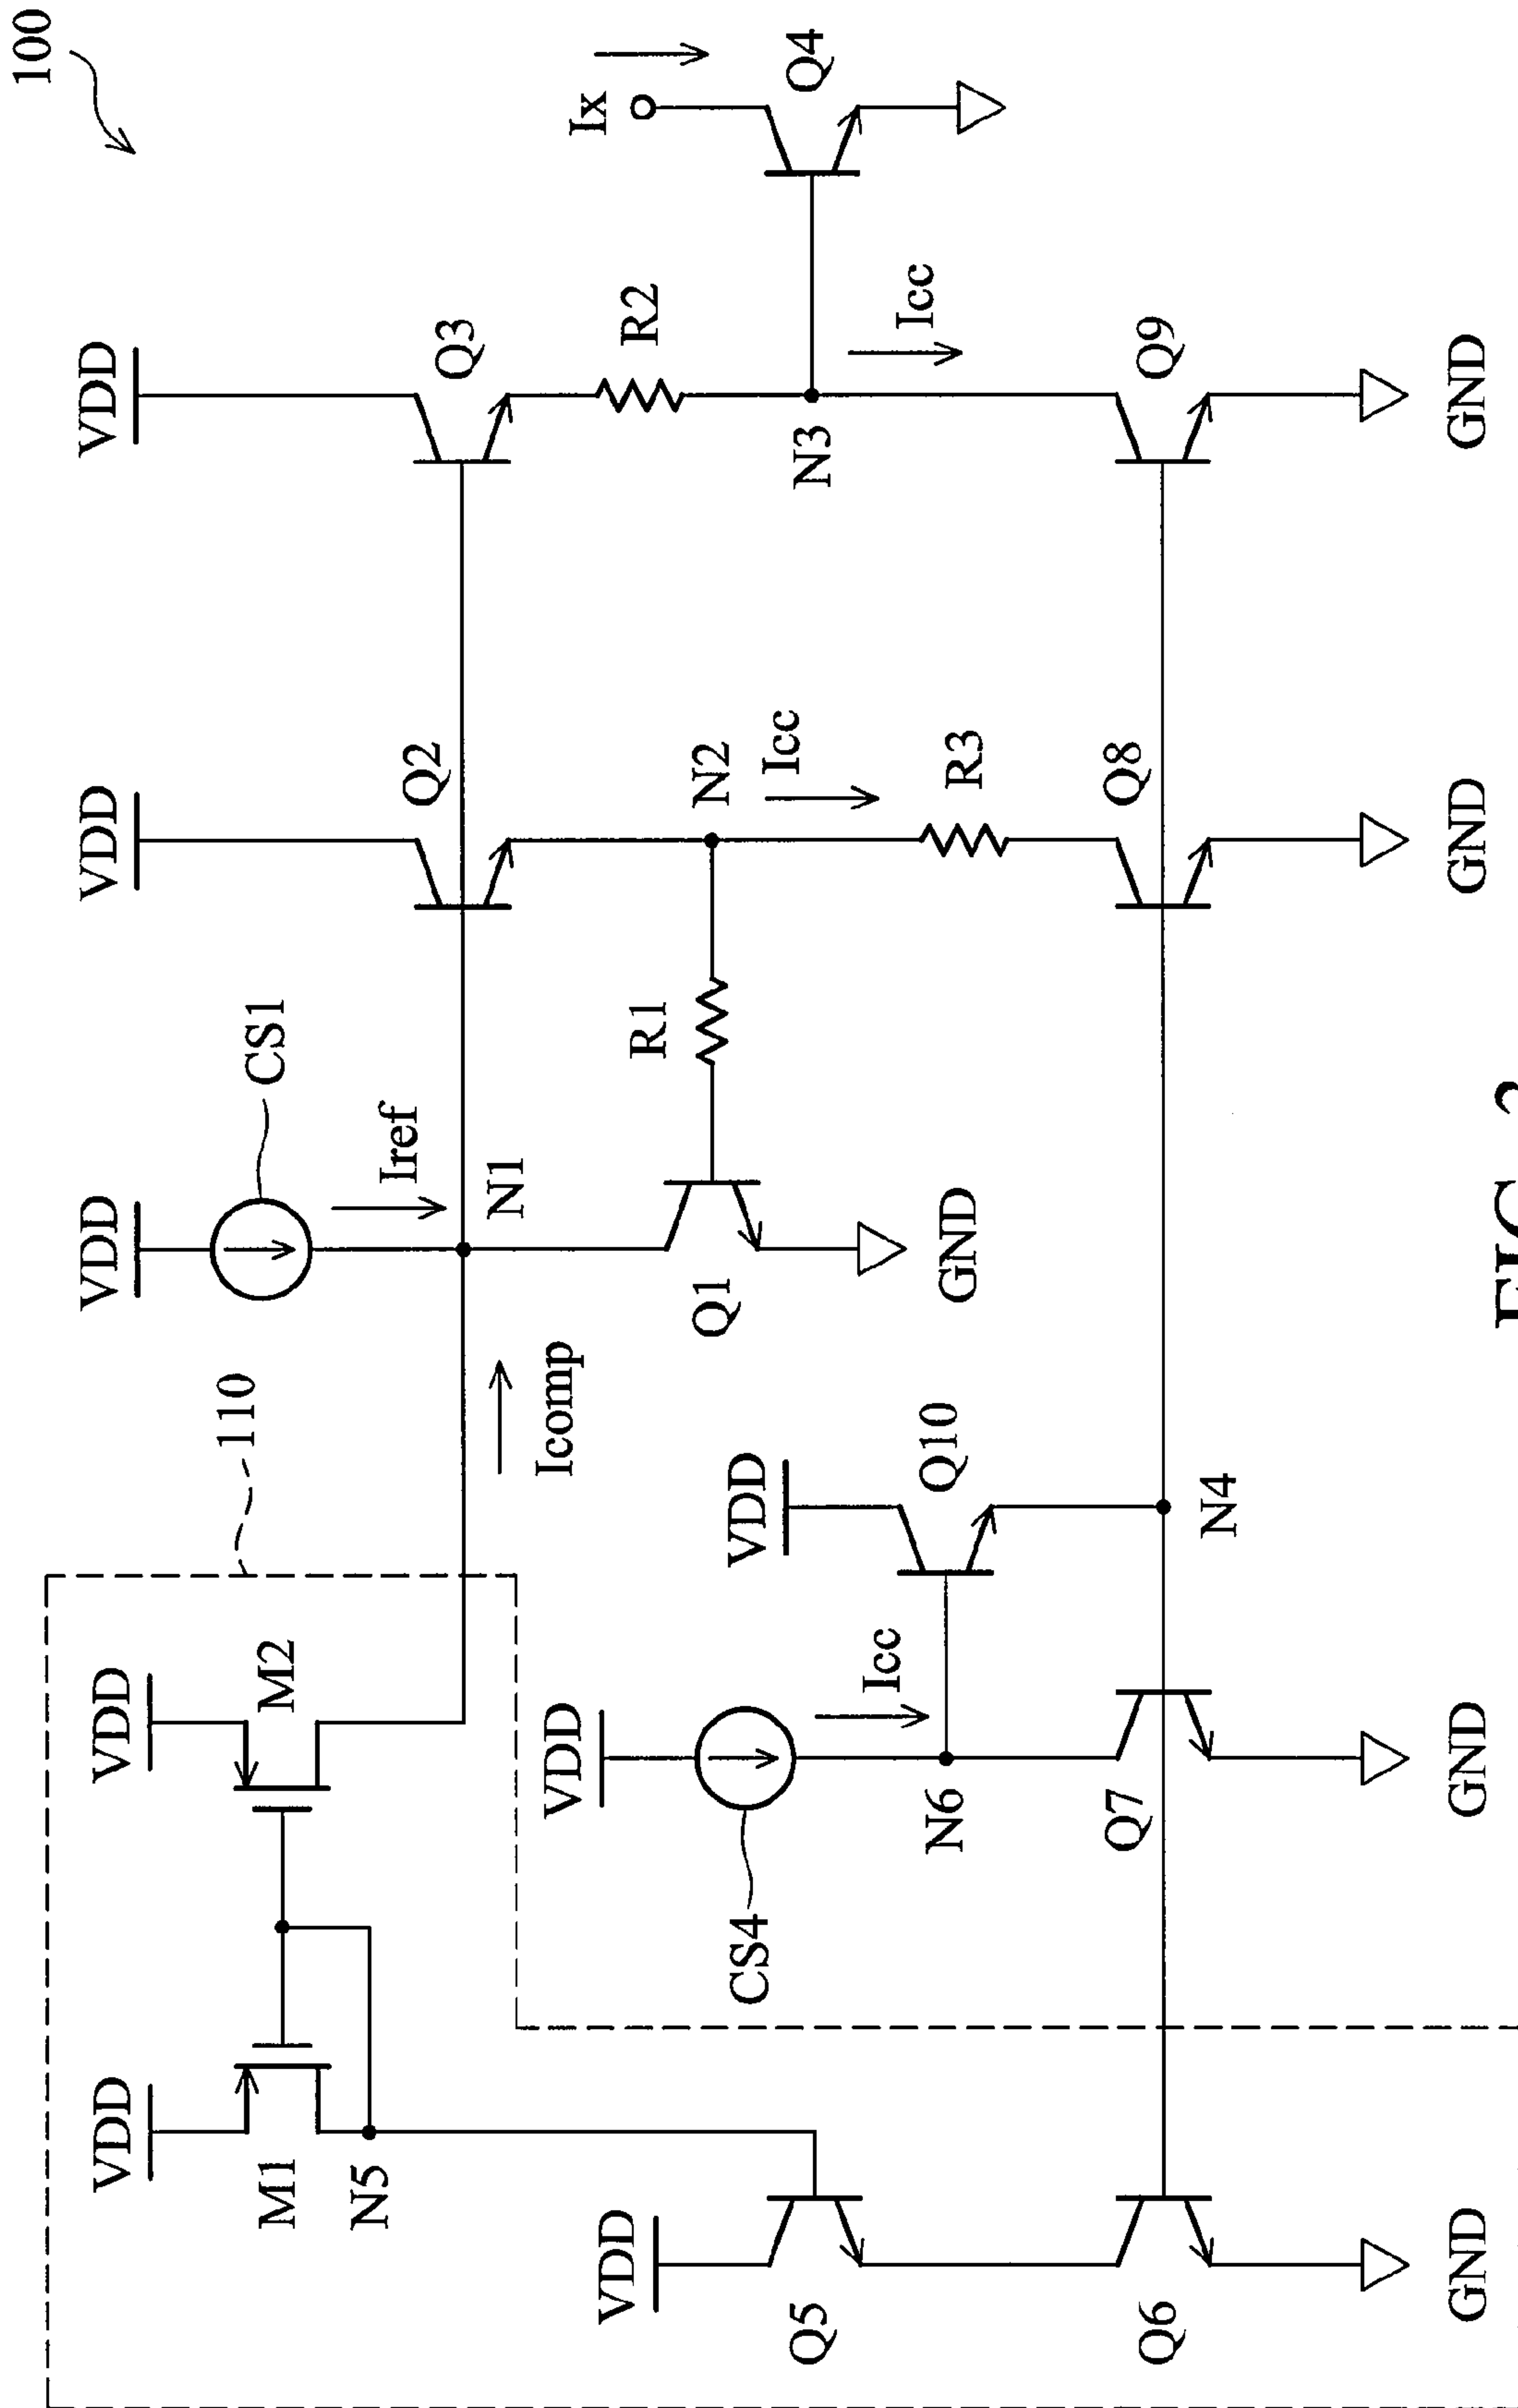 100
Q4
Ix
VDD
Q3
R2
Icc
Q9
GND
N3
VDD
Q2
N2
Icc
R3
Q8
GND
CS1
R1
VDD
Iref
N1
Q1
GND
110
Icomp
Q10
VDD
N4
VDD
M2
Icc
VDD
N6
Q7
GND
CS4
VDD
M1
N5
VDD
Q5
Q6
GND